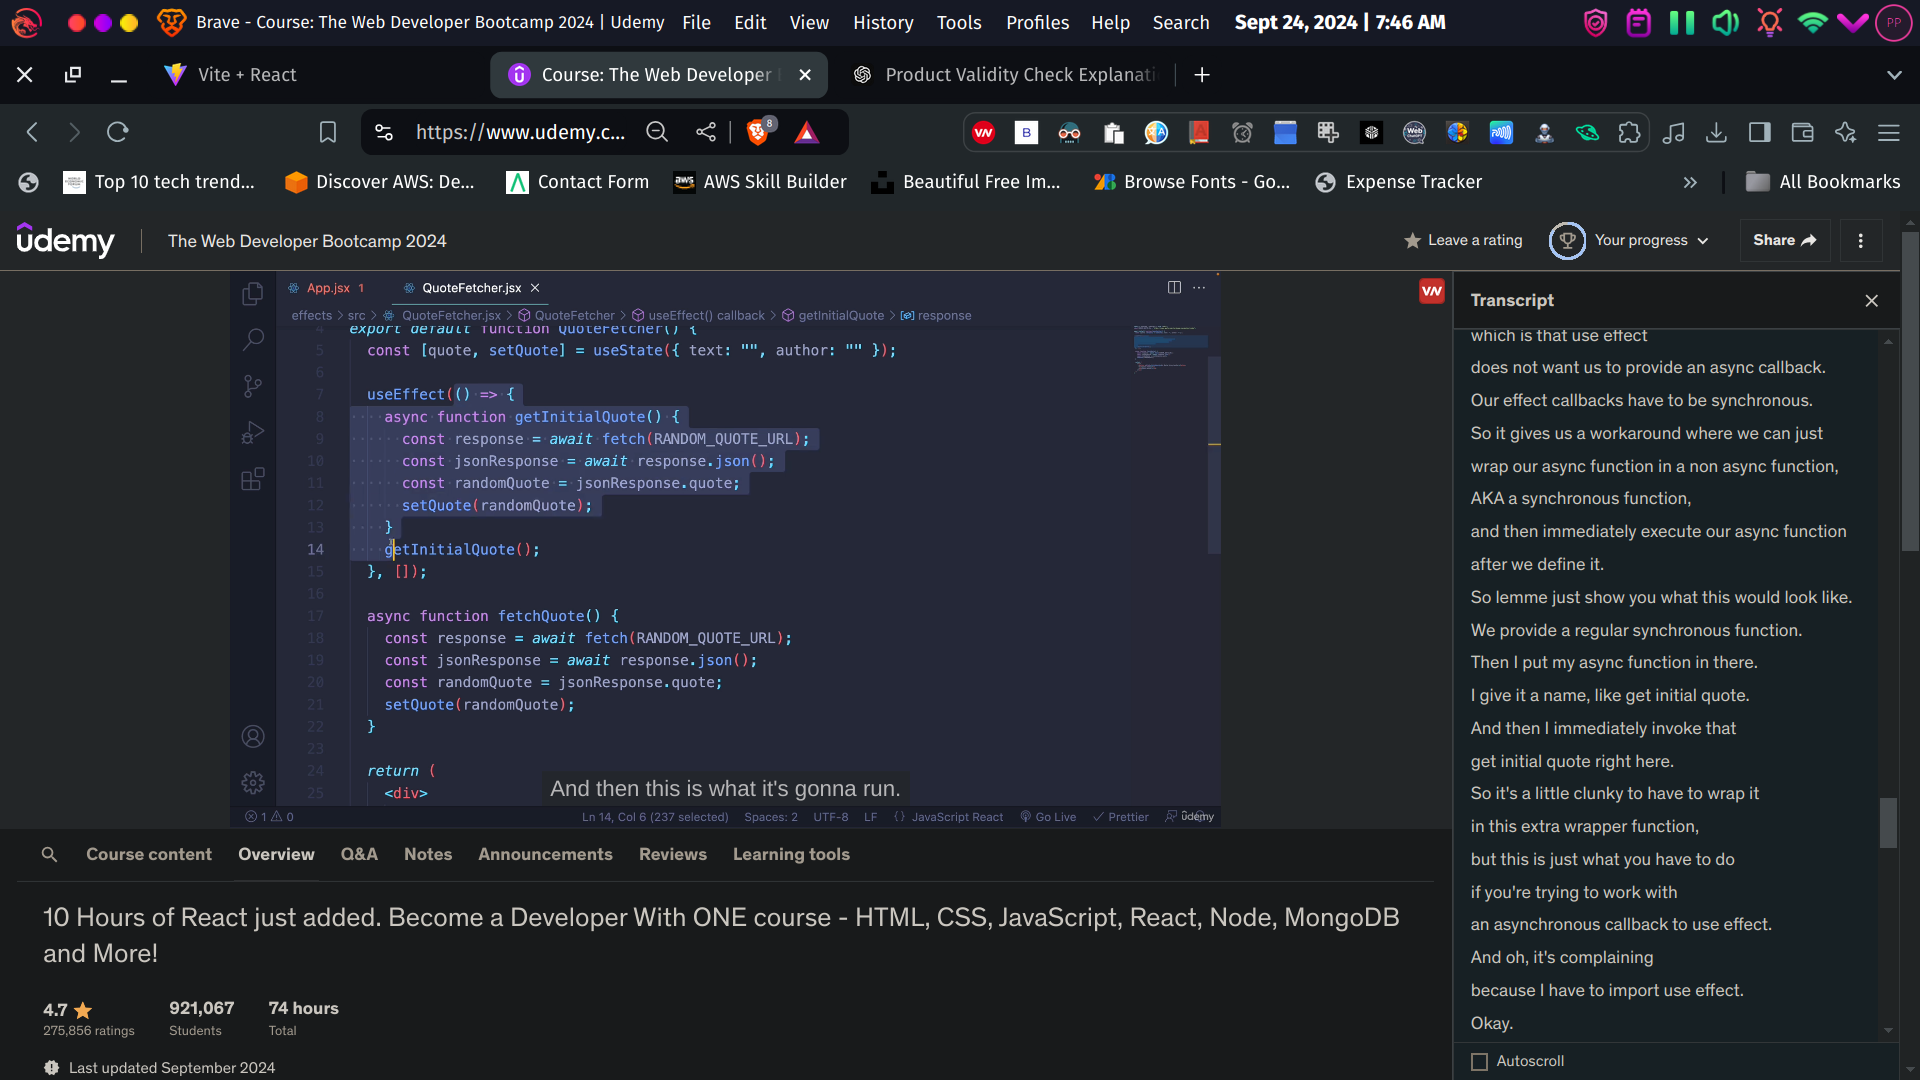 Brave - Course: The Web Developer Bootcamp 2024 | Udemy File Edit View History Tools Profiles Help Search Sept 24, 2024 | 7:46 AM PP
Vite + React
Course: The Web Developer
Product Validity Check Explanati
https://www.udemy.c...
8
VW
B
Top 10 tech trend...
Discover AWS: De...
Contact Form
aws
AWS Skill Builder
Beautiful Free Im...
Browse Fonts - Go...
Expense Tracker
All Bookmarks
udemy
The Web Developer Bootcamp 2024
Leave a rating
Your progress
Share
App.jsx 1
QuoteFetcher.jsx
effects > src > QuoteFetcher.jsx > QuoteFetcher > useEffect() callback > getInitialQuote > response
4 export default function QuoteFetcher() {
5 const [quote, setQuote] = useState({ text: "", author: "" });
6
7 useEffect(() => {
8 async function getInitialQuote() {
9 const response = await fetch(RANDOM_QUOTE_URL);
10 const jsonResponse = await response.json();
11 const randomQuote = jsonResponse.quote;
12 setQuote(randomQuote);
13 }
14 getInitialQuote();
15 }, []);
16
17 async function fetchQuote() {
18 const response = await fetch(RANDOM_QUOTE_URL);
19 const jsonResponse = await response.json();
20 const randomQuote = jsonResponse.quote;
21 setQuote(randomQuote);
22 }
23
24 return (
25 <div>
And then this is what it's gonna run.
1 0
Ln 14, Col 6 (237 selected) Spaces: 2 UTF-8 LF {} JavaScript React Go Live Prettier
udemy
VW
Transcript
which is that use effect
does not want us to provide an async callback.
Our effect callbacks have to be synchronous.
So it gives us a workaround where we can just
wrap our async function in a non async function,
AKA a synchronous function,
and then immediately execute our async function
after we define it.
So lemme just show you what this would look like.
We provide a regular synchronous function.
Then I put my async function in there.
I give it a name, like get initial quote.
And then I immediately invoke that
get initial quote right here.
So it's a little clunky to have to wrap it
in this extra wrapper function,
but this is just what you have to do
if you're trying to work with
an asynchronous callback to use effect.
And oh, it's complaining
because I have to import use effect.
Okay.
Autoscroll
Course content Overview Q&A Notes Announcements Reviews Learning tools
10 Hours of React just added. Become a Developer With ONE course - HTML, CSS, JavaScript, React, Node, MongoDB
and More!
4.7
275,856 ratings
921,067
Students
74 hours
Total
Last updated September 2024